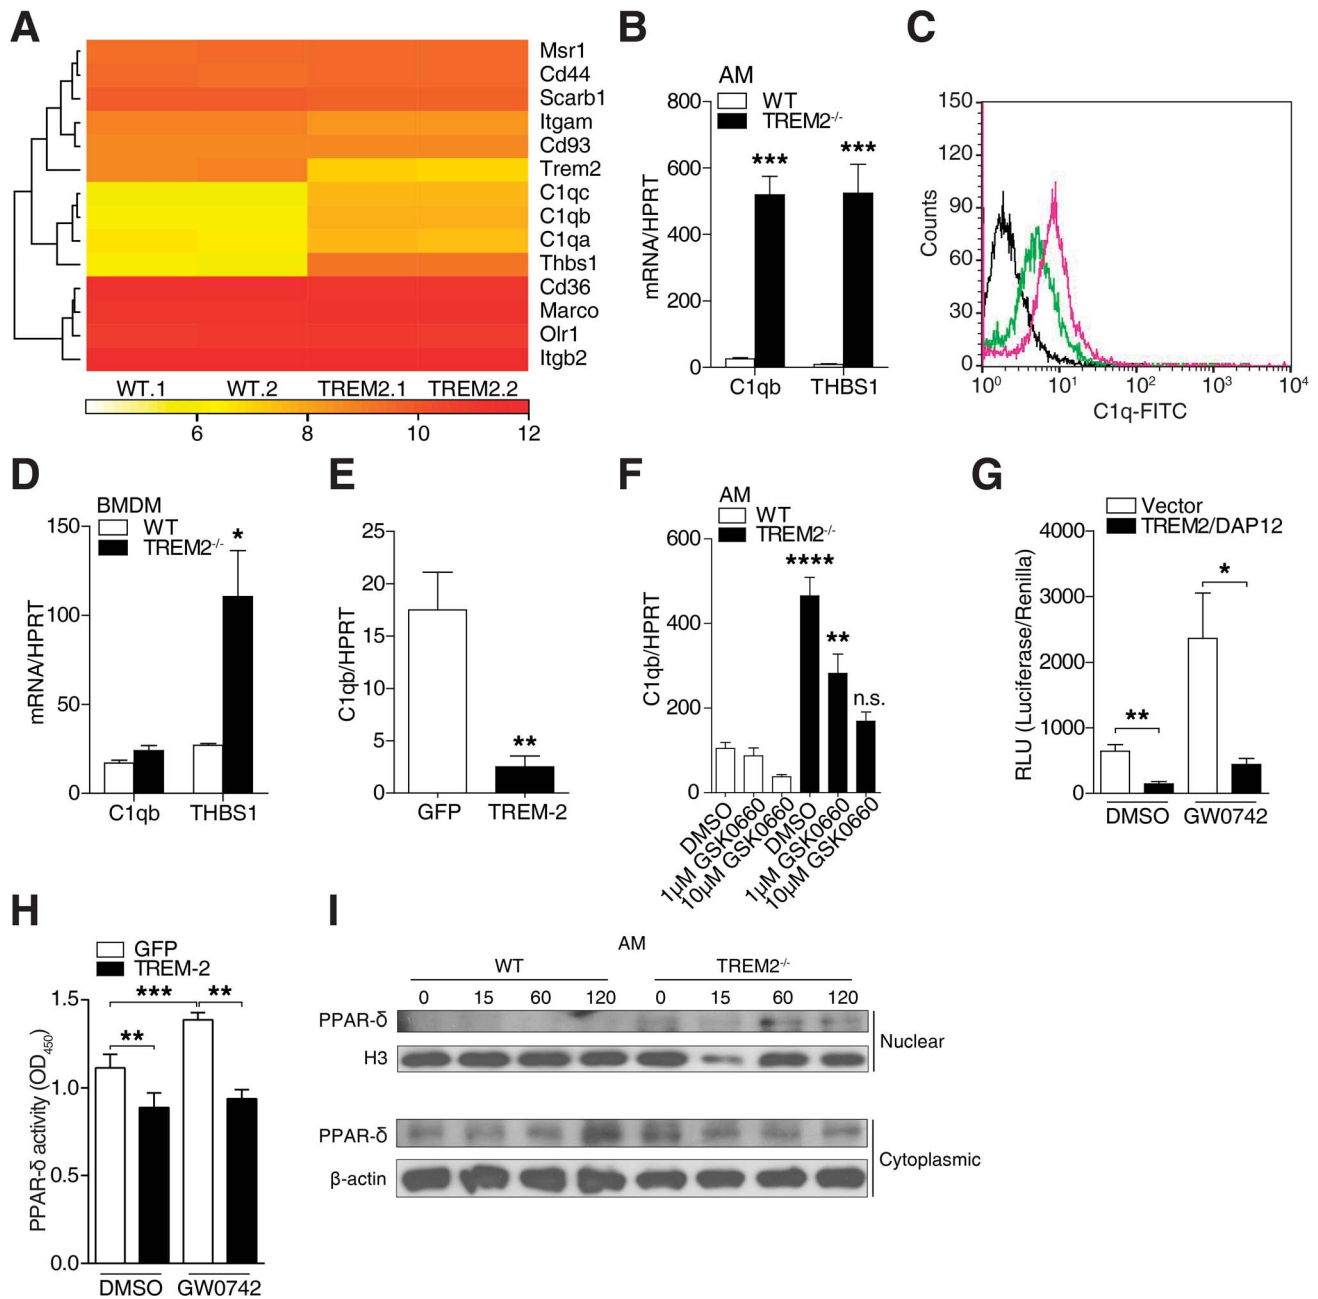 A
Msr1
Cd44
Scarb1
Itgam
Cd93
Trem2
C1qc
C1qb
C1qa
Thbs1
Cd36
Marco
Olr1
Itgb2
WT.1 WT.2 TREM2.1 TREM2.2
6 8 10 12
B
AM
WT
TREM2-/-
800
600
400
200
0
mRNA/HPRT
*** ***
C1qb THBS1
C
150
120
90
60
30
0
Counts
10⁰ 10¹ 10² 10³ 10⁴
C1q-FITC
D
BMDM
WT
TREM2-/-
150
100
50
0
mRNA/HPRT
*
C1qb THBS1
E
25
20
15
10
5
0
C1qb/HPRT
**
GFP TREM-2
F
AM
WT
TREM2-/-
600
400
200
0
C1qb/HPRT
****
**
n.s.
DMSO
1μM GSK0660
10μM GSK0660
DMSO
1μM GSK0660
10μM GSK0660
G
Vector
TREM2/DAP12
4000
3000
2000
1000
0
RLU (Luciferase/Renilla)
** *
DMSO GW0742
H
GFP
TREM-2
1.5
1.0
0.5
0.0
PPAR-δ activity (OD450)
*** **
**
DMSO GW0742
I
AM
WT TREM2-/-
0 15 60 120 0 15 60 120
PPAR-δ
H3
Nuclear
PPAR-δ
β-actin
Cytoplasmic